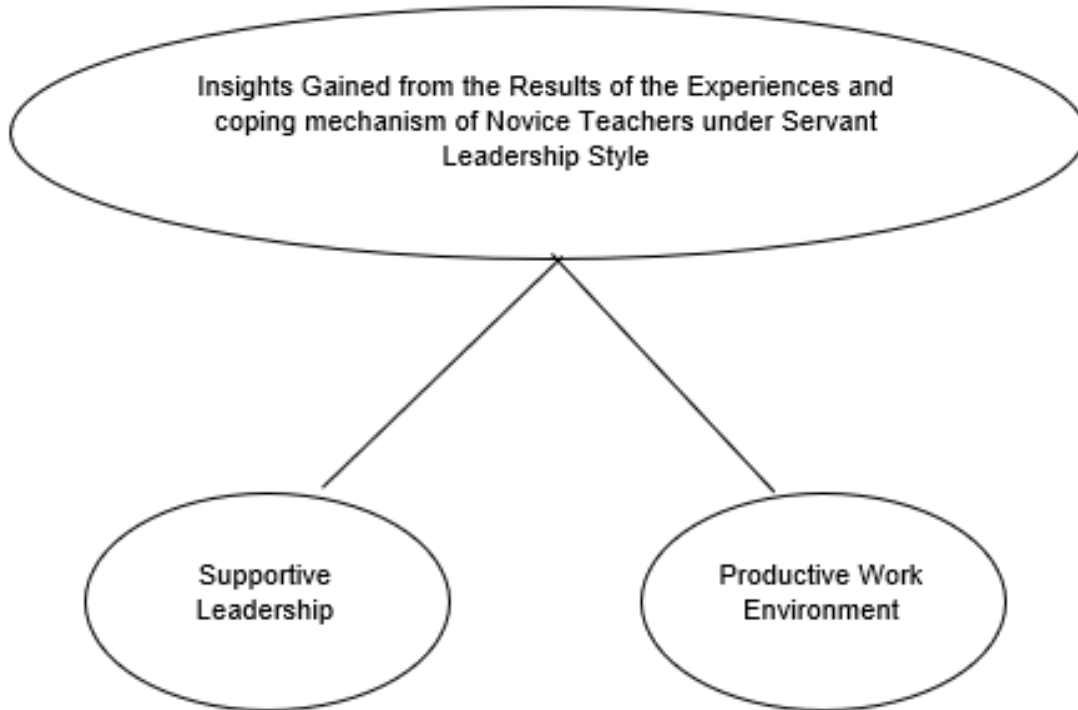 Insights Gained from the Results of the Experiences and
coping mechanism of Novice Teachers under Servant
Leadership Style
Supportive
Leadership
Productive Work
Environment